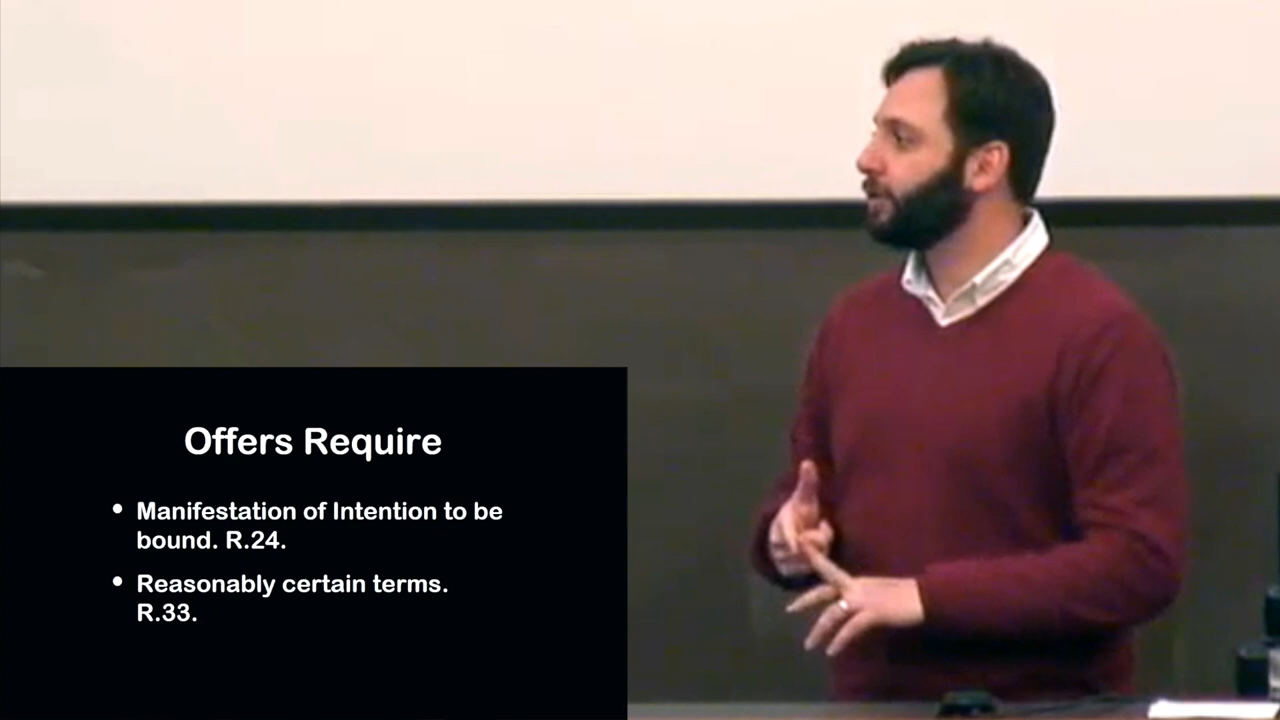 Offers Require
• Manifestation of Intention to be
bound. R.24.
• Reasonably certain terms.
R.33.